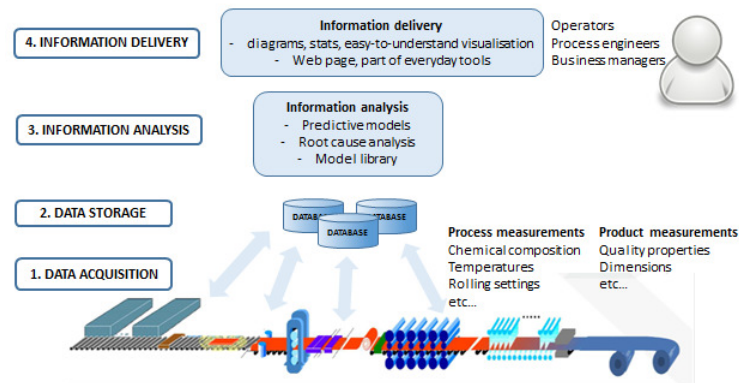 4. INFORMATION DELIVERY
Information delivery
- diagrams, stats, easy-to-understand visualisation
- Web page, part of everyday tools
Operators
Process engineers
Business managers
3. INFORMATION ANALYSIS
Information analysis
- Predictive models
- Root cause analysis
- Model library
2. DATA STORAGE
DATABASE
DATABASE
DATABASE
1. DATA ACQUISITION
Process measurements
Chemical composition
Temperatures
Rolling settings
etc...
Product measurements
Quality properties
Dimensions
etc...